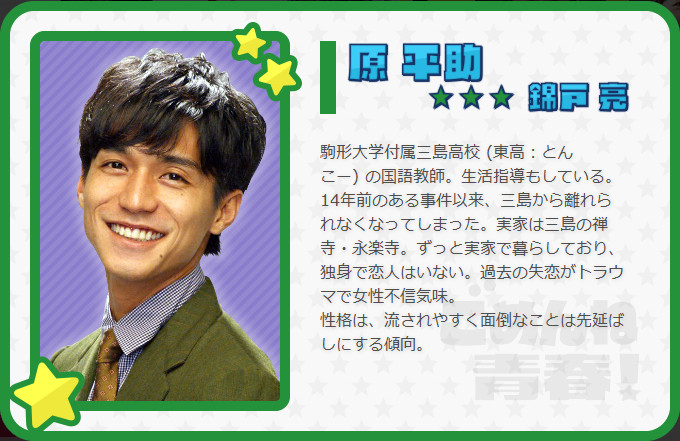 原 平助
★★★ 錦戸 亮
駒形大学付属三島高校 (東高：とん
こー) の国語教師。生活指導もしている。
14年前のある事件以来、三島から離れら
れなくなってしまった。実家は三島の禅
寺・永楽寺。ずっと実家で暮らしており、
独身で恋人はいない。過去の失恋がトラウ
マで女性不信気味。
性格は、流されやすく面倒なことは先延ば
しにする傾向。
ごめんね
青春!